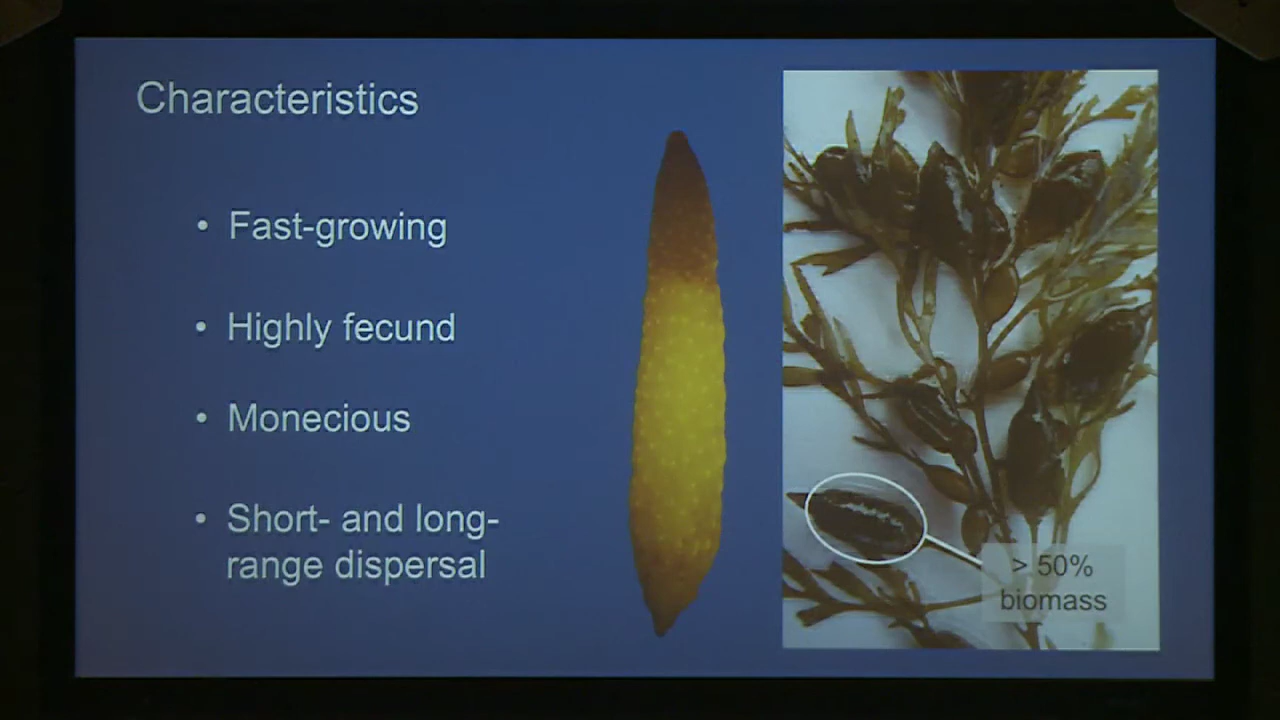 Characteristics
• Fast-growing
• Highly fecund
• Monecious
• Short- and long-
range dispersal
> 50%
biomass